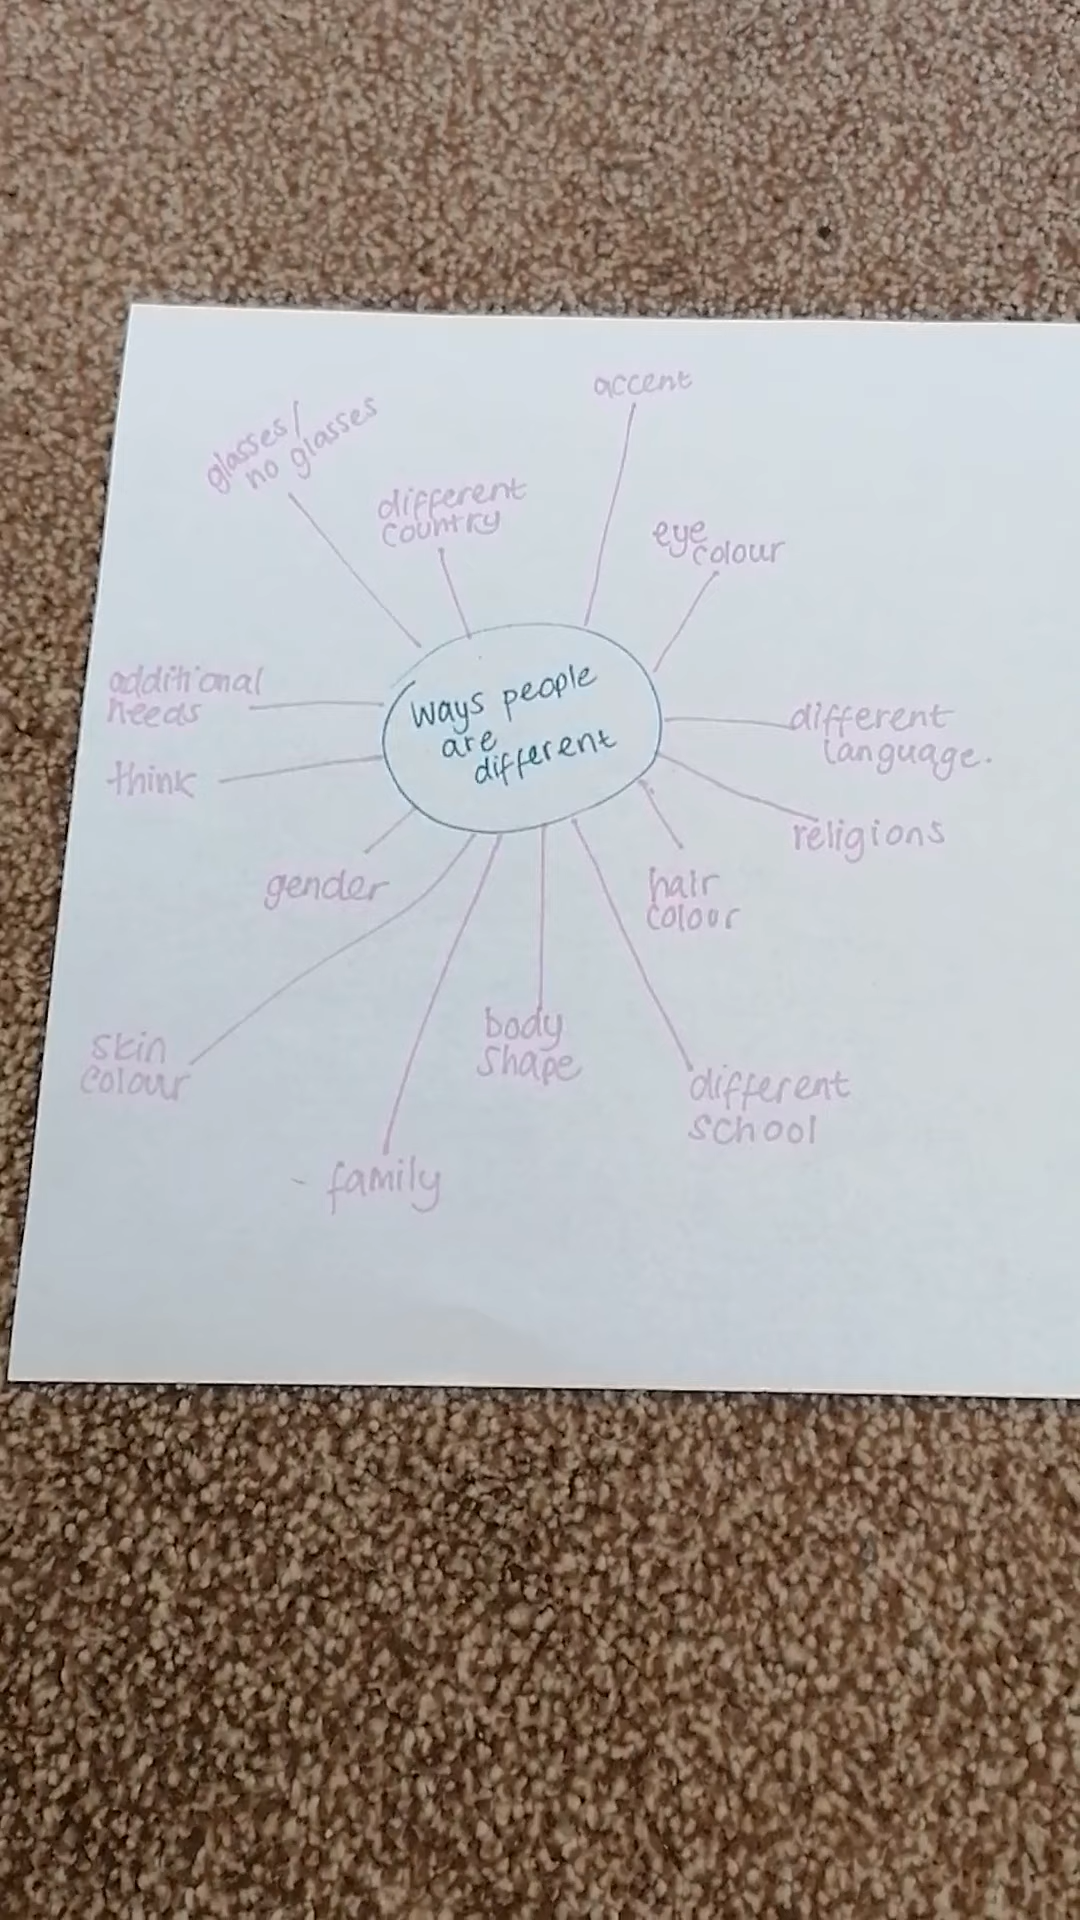 ways people
are
different
accent
eye
colour
different
language.
religions
hair
colour
different
school
body
shape
family
skin
colour
gender
think
additional
needs
glasses/
no glasses
different
country